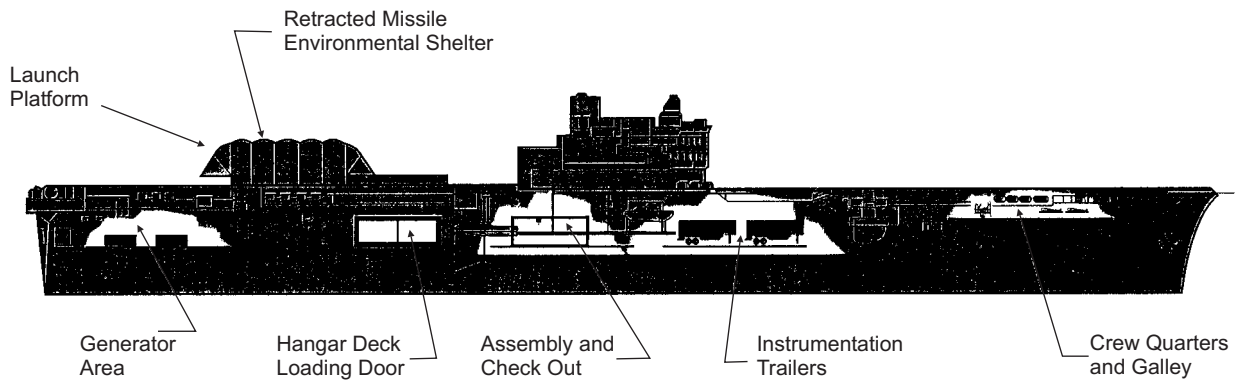 Retracted Missile
Environmental Shelter
Launch
Platform
Generator
Area
Hangar Deck
Loading Door
Assembly and
Check Out
Instrumentation
Trailers
Crew Quarters
and Galley